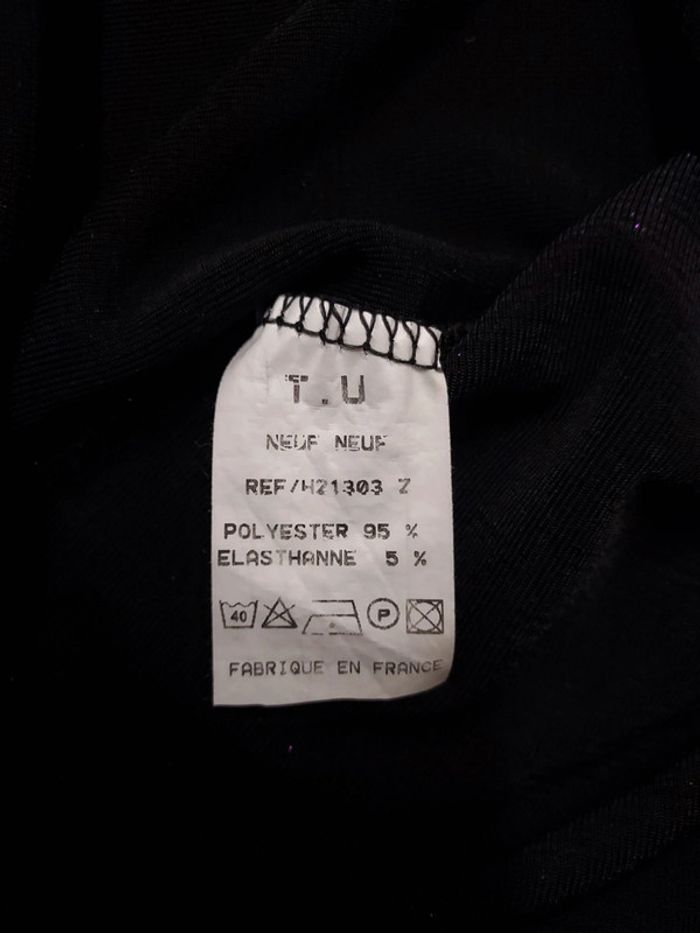 T.U
NEUF NEUF
REF/H21303 Z
POLYESTER 95 %
ELASTHANNE 5 %
40 P
FABRIQUE EN FRANCE